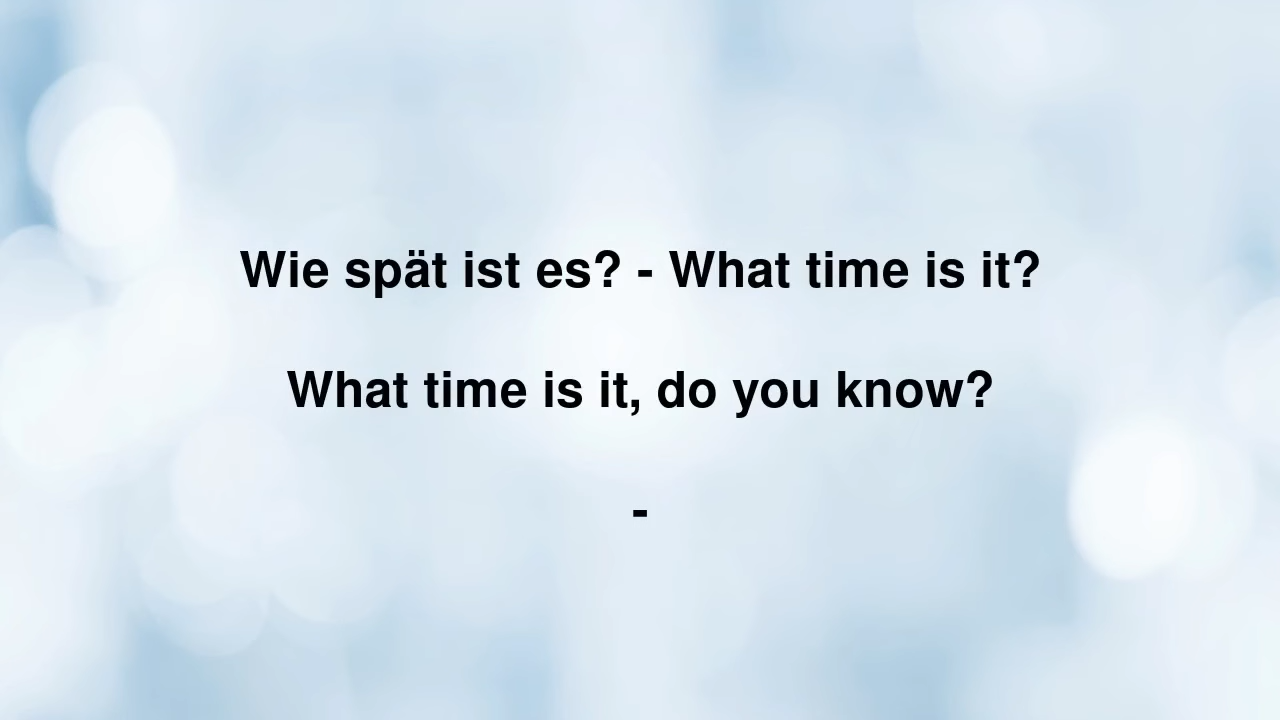 Wie spät ist es? - What time is it?
What time is it, do you know?
-